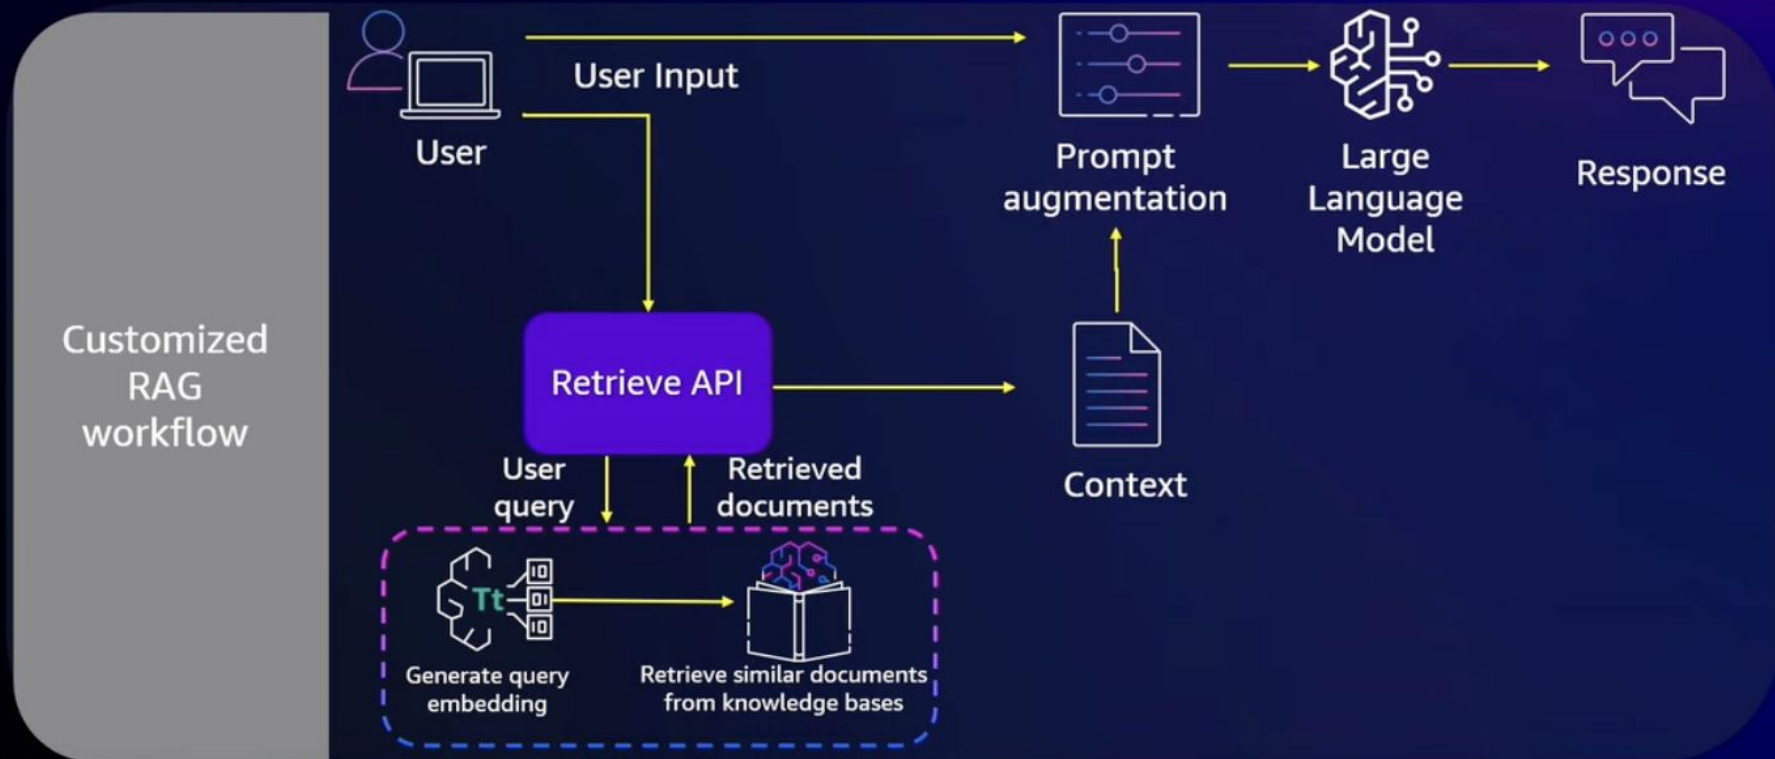 Customized
RAG
workflow
User
User Input
Prompt
augmentation
Large
Language
Model
Response
Retrieve API
Context
User
query
Retrieved
documents
Tt
Generate query
embedding
Retrieve similar documents
from knowledge bases